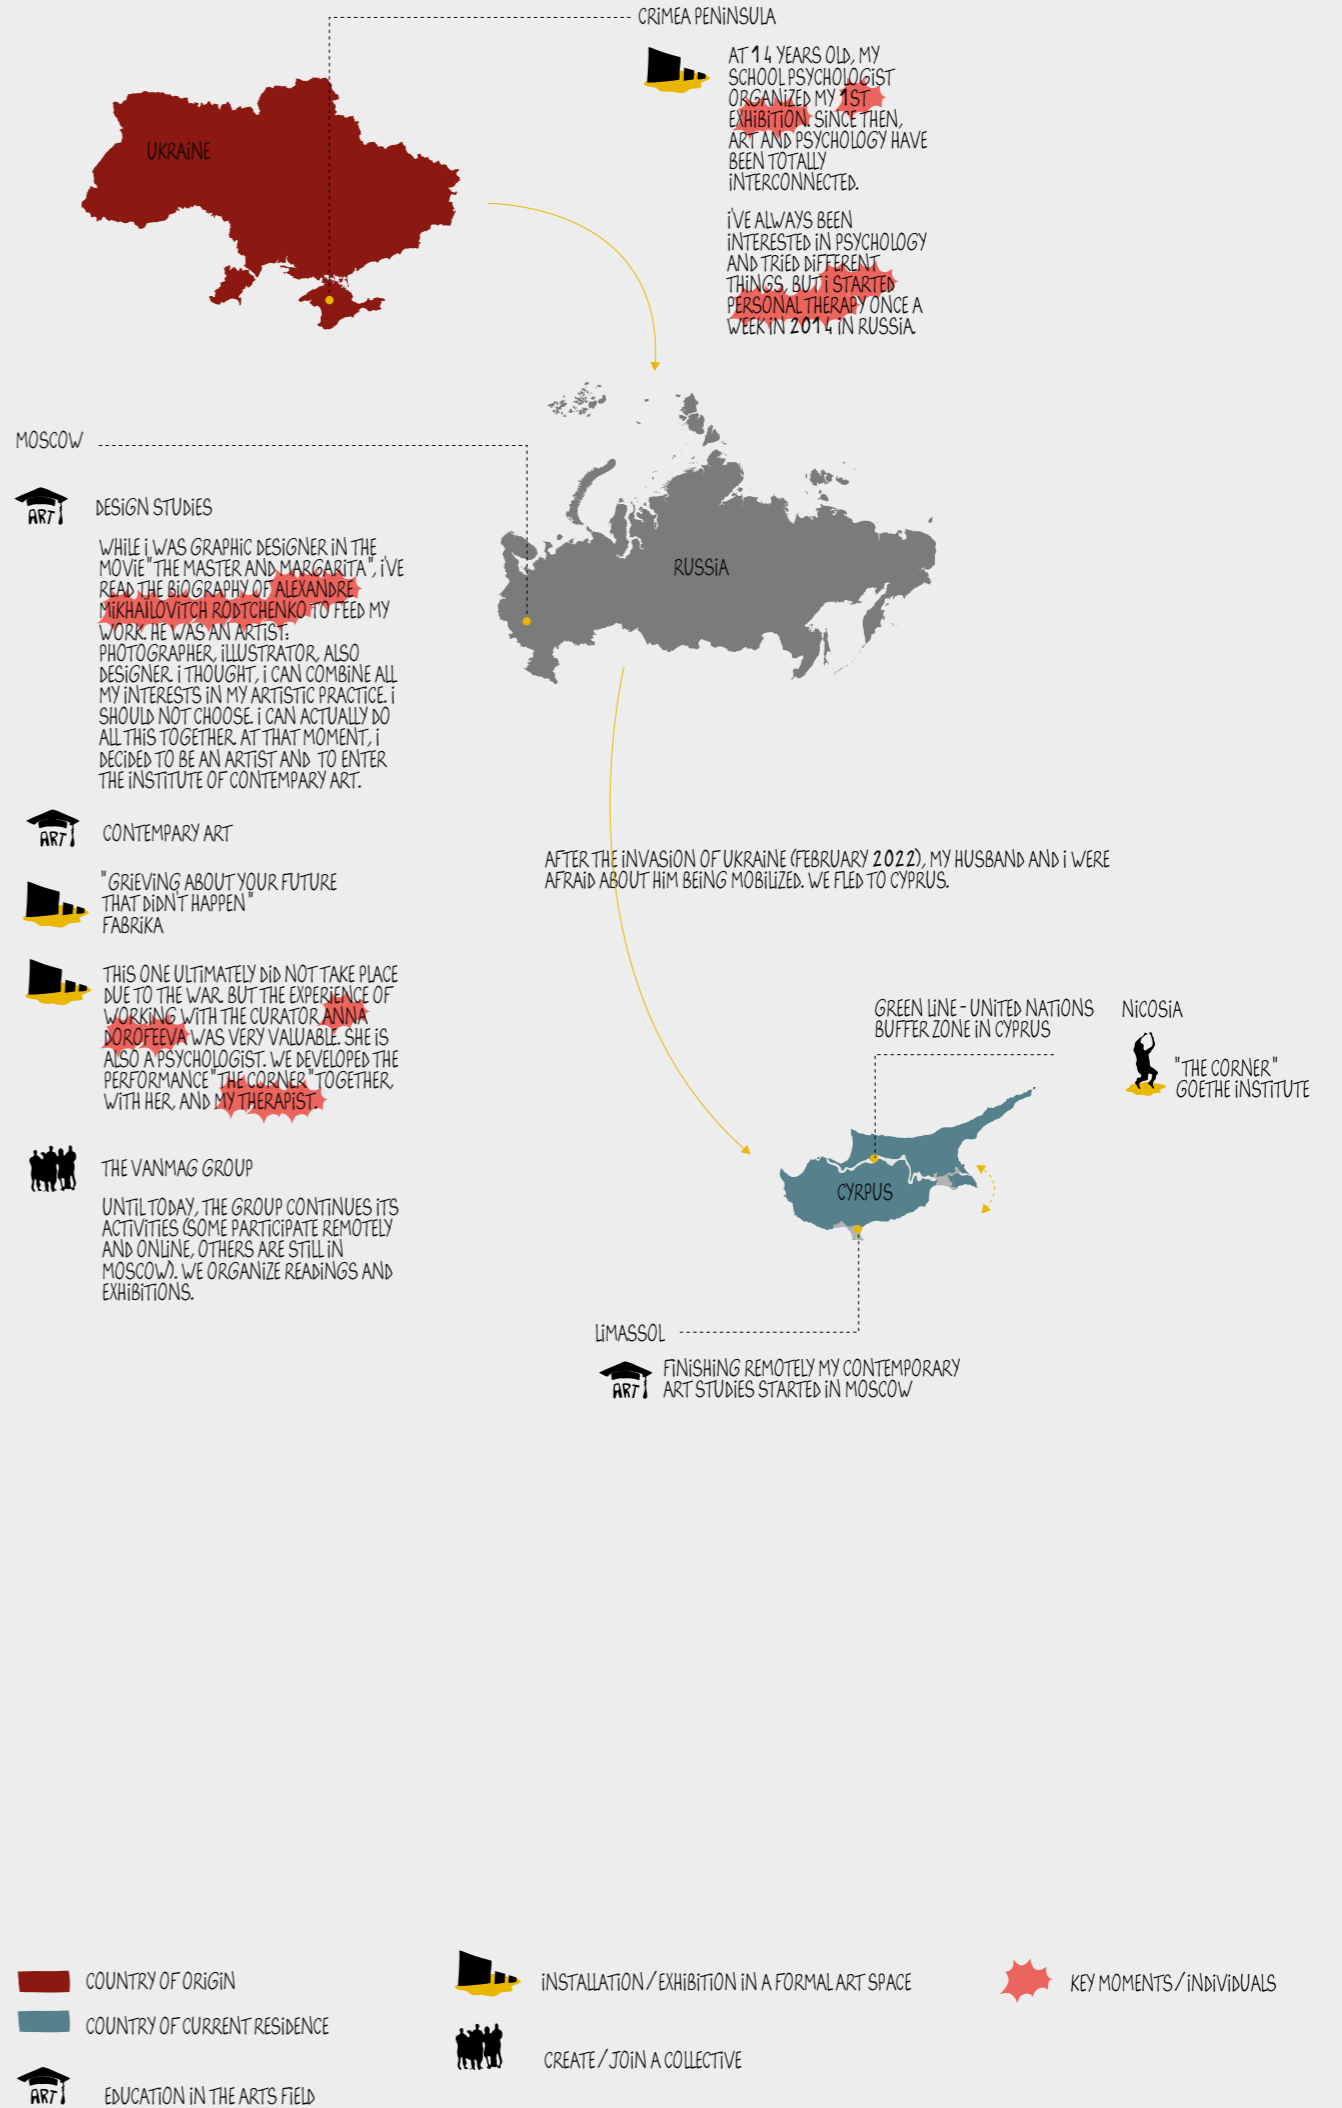 CRIMEA PENINSULA
AT 14 YEARS OLD, MY
SCHOOL PSYCHOLOGIST
ORGANIZED MY 1ST
EXHIBITION. SINCE THEN,
ART AND PSYCHOLOGY HAVE
BEEN TOTALLY
INTERCONNECTED.
I'VE ALWAYS BEEN
INTERESTED IN PSYCHOLOGY
AND TRIED DIFFERENT
THINGS, BUT I STARTED
PERSONAL THERAPY ONCE A
WEEK IN 2014 IN RUSSIA.
UKRAINE
MOSCOW
ART
DESIGN STUDIES
WHILE I WAS GRAPHIC DESIGNER IN THE
MOVIE "THE MASTER AND MARGARITA", I'VE
READ THE BIOGRAPHY OF ALEXANDRE
MIKHAÏLOVITCH RODTCHENKO TO FEED MY
WORK. HE WAS AN ARTIST:
PHOTOGRAPHER, ILLUSTRATOR, ALSO
DESIGNER. I THOUGHT, I CAN COMBINE ALL
MY INTERESTS IN MY ARTISTIC PRACTICE. I
SHOULD NOT CHOOSE. I CAN ACTUALLY DO
ALL THIS TOGETHER. AT THAT MOMENT, I
DECIDED TO BE AN ARTIST AND TO ENTER
THE INSTITUTE OF CONTEMPARY ART.
RUSSIA
ART
CONTEMPARY ART
"GRIEVING ABOUT YOUR FUTURE
THAT DIDN'T HAPPEN"
FABRIKA
THIS ONE ULTIMATELY DID NOT TAKE PLACE
DUE TO THE WAR. BUT THE EXPERIENCE OF
WORKING WITH THE CURATOR ANNA
DOROFEEVA WAS VERY VALUABLE. SHE IS
ALSO A PSYCHOLOGIST. WE DEVELOPED THE
PERFORMANCE "THE CORNER" TOGETHER,
WITH HER, AND MY THERAPIST.
THE VANMAG GROUP
UNTIL TODAY, THE GROUP CONTINUES ITS
ACTIVITIES (SOME PARTICIPATE REMOTELY
AND ONLINE, OTHERS ARE STILL IN
MOSCOW). WE ORGANIZE READINGS AND
EXHIBITIONS.
AFTER THE INVASION OF UKRAINE (FEBRUARY 2022), MY HUSBAND AND I WERE
AFRAID ABOUT HIM BEING MOBILIZED. WE FLED TO CYPRUS.
GREEN LINE - UNITED NATIONS
BUFFER ZONE IN CYPRUS
NICOSIA
"THE CORNER"
GOETHE INSTITUTE
CYRPUS
LIMASSOL
ART
FINISHING REMOTELY MY CONTEMPORARY
ART STUDIES STARTED IN MOSCOW
COUNTRY OF ORIGIN
COUNTRY OF CURRENT RESIDENCE
ART
EDUCATION IN THE ARTS FIELD
INSTALLATION/EXHIBITION IN A FORMAL ART SPACE
CREATE/JOIN A COLLECTIVE
KEY MOMENTS/INDIVIDUALS